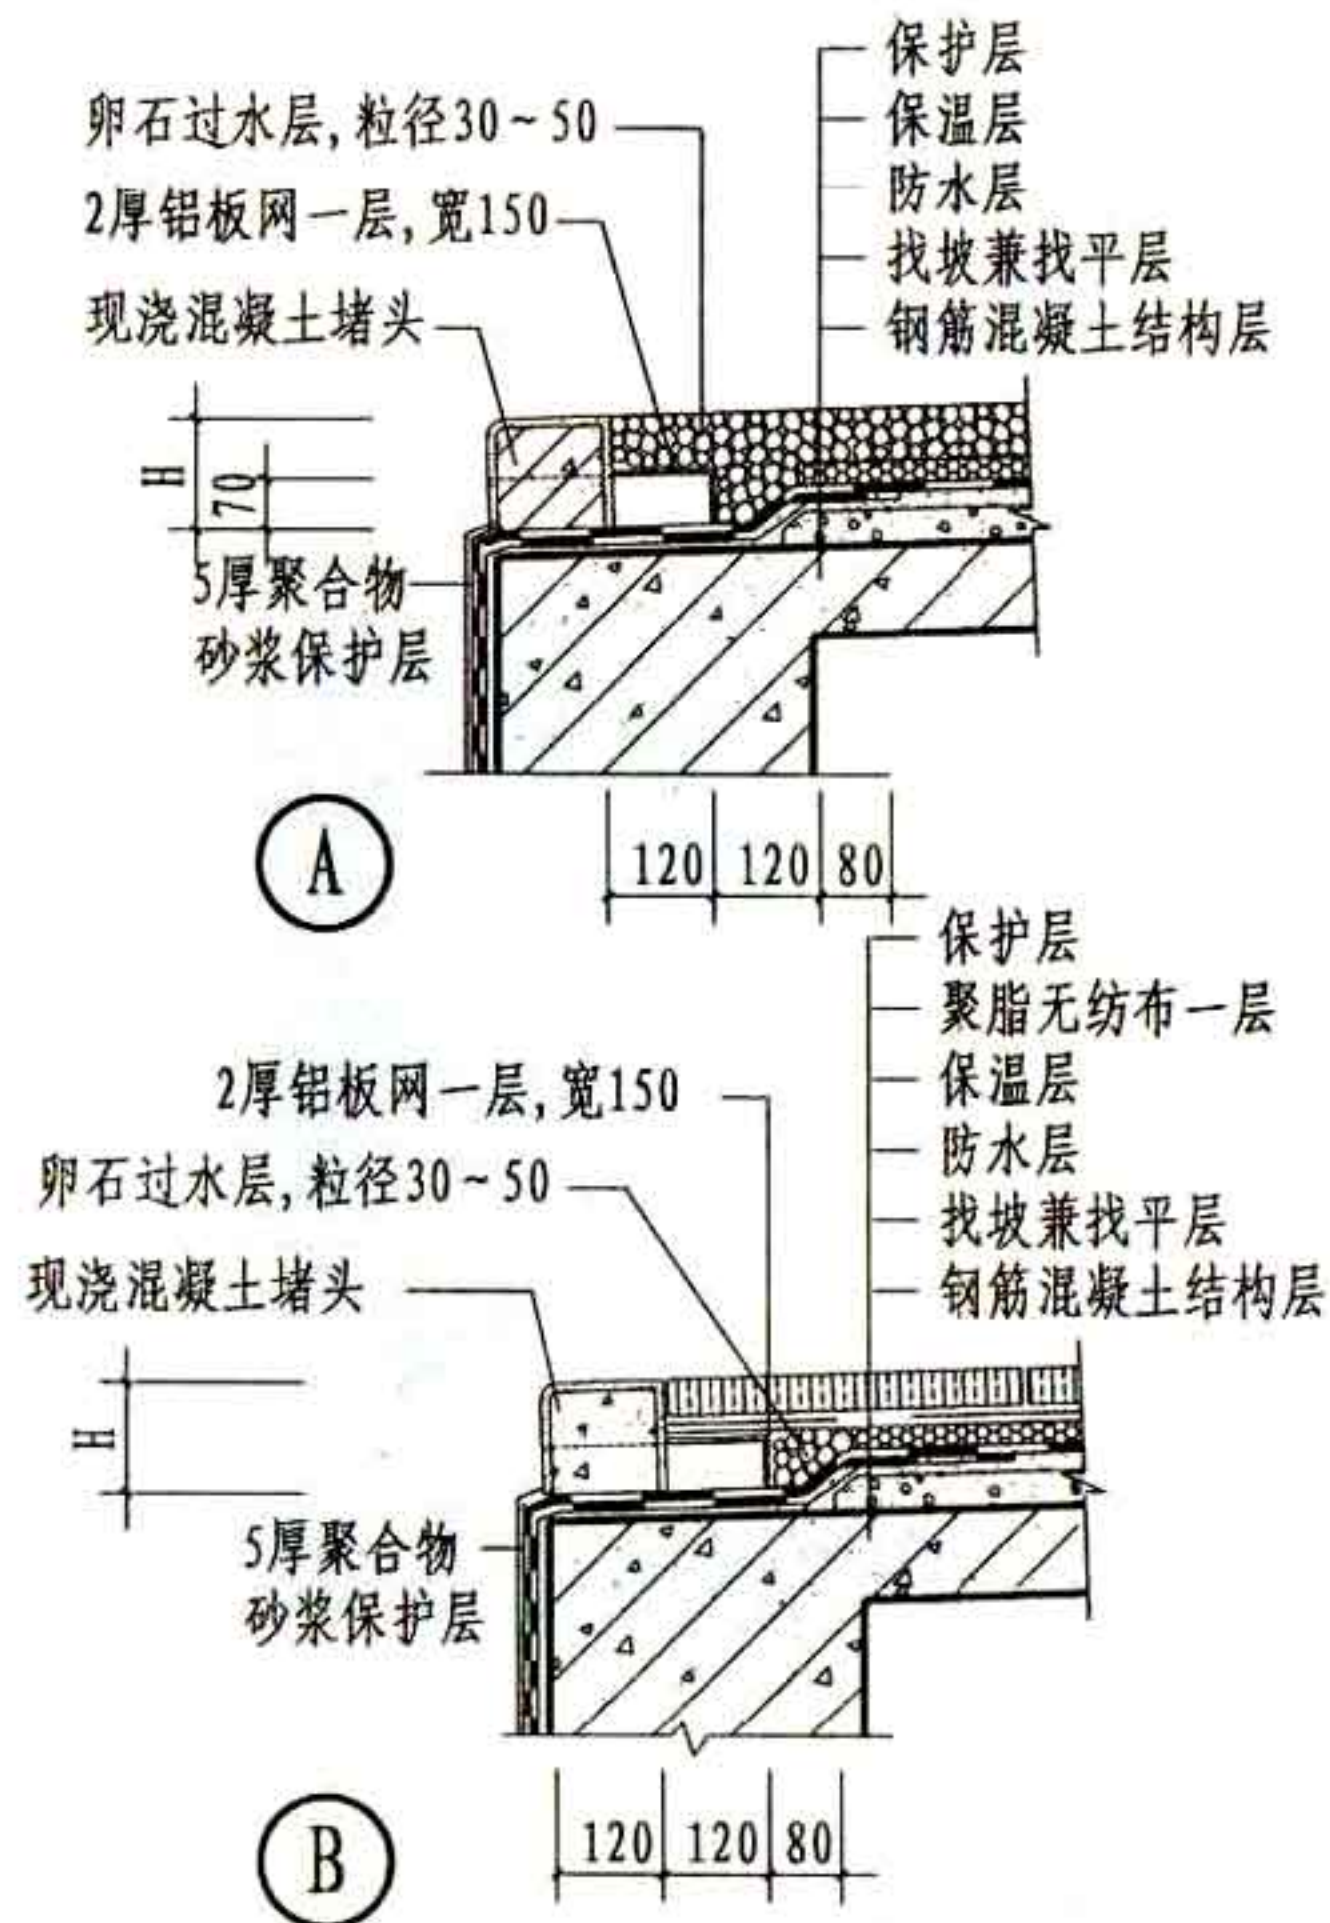 保护层
保温层
防水层
找坡兼找平层
钢筋混凝土结构层
卵石过水层,粒径30~50
2厚铝板网一层,宽150
现浇混凝土堵头
H
70
5厚聚合物
砂浆保护层
A
120
120
80
保护层
聚脂无纺布一层
保温层
防水层
找坡兼找平层
钢筋混凝土结构层
2厚铝板网一层,宽150
卵石过水层,粒径30~50
现浇混凝土堵头
H
5厚聚合物
砂浆保护层
B
120
120
80